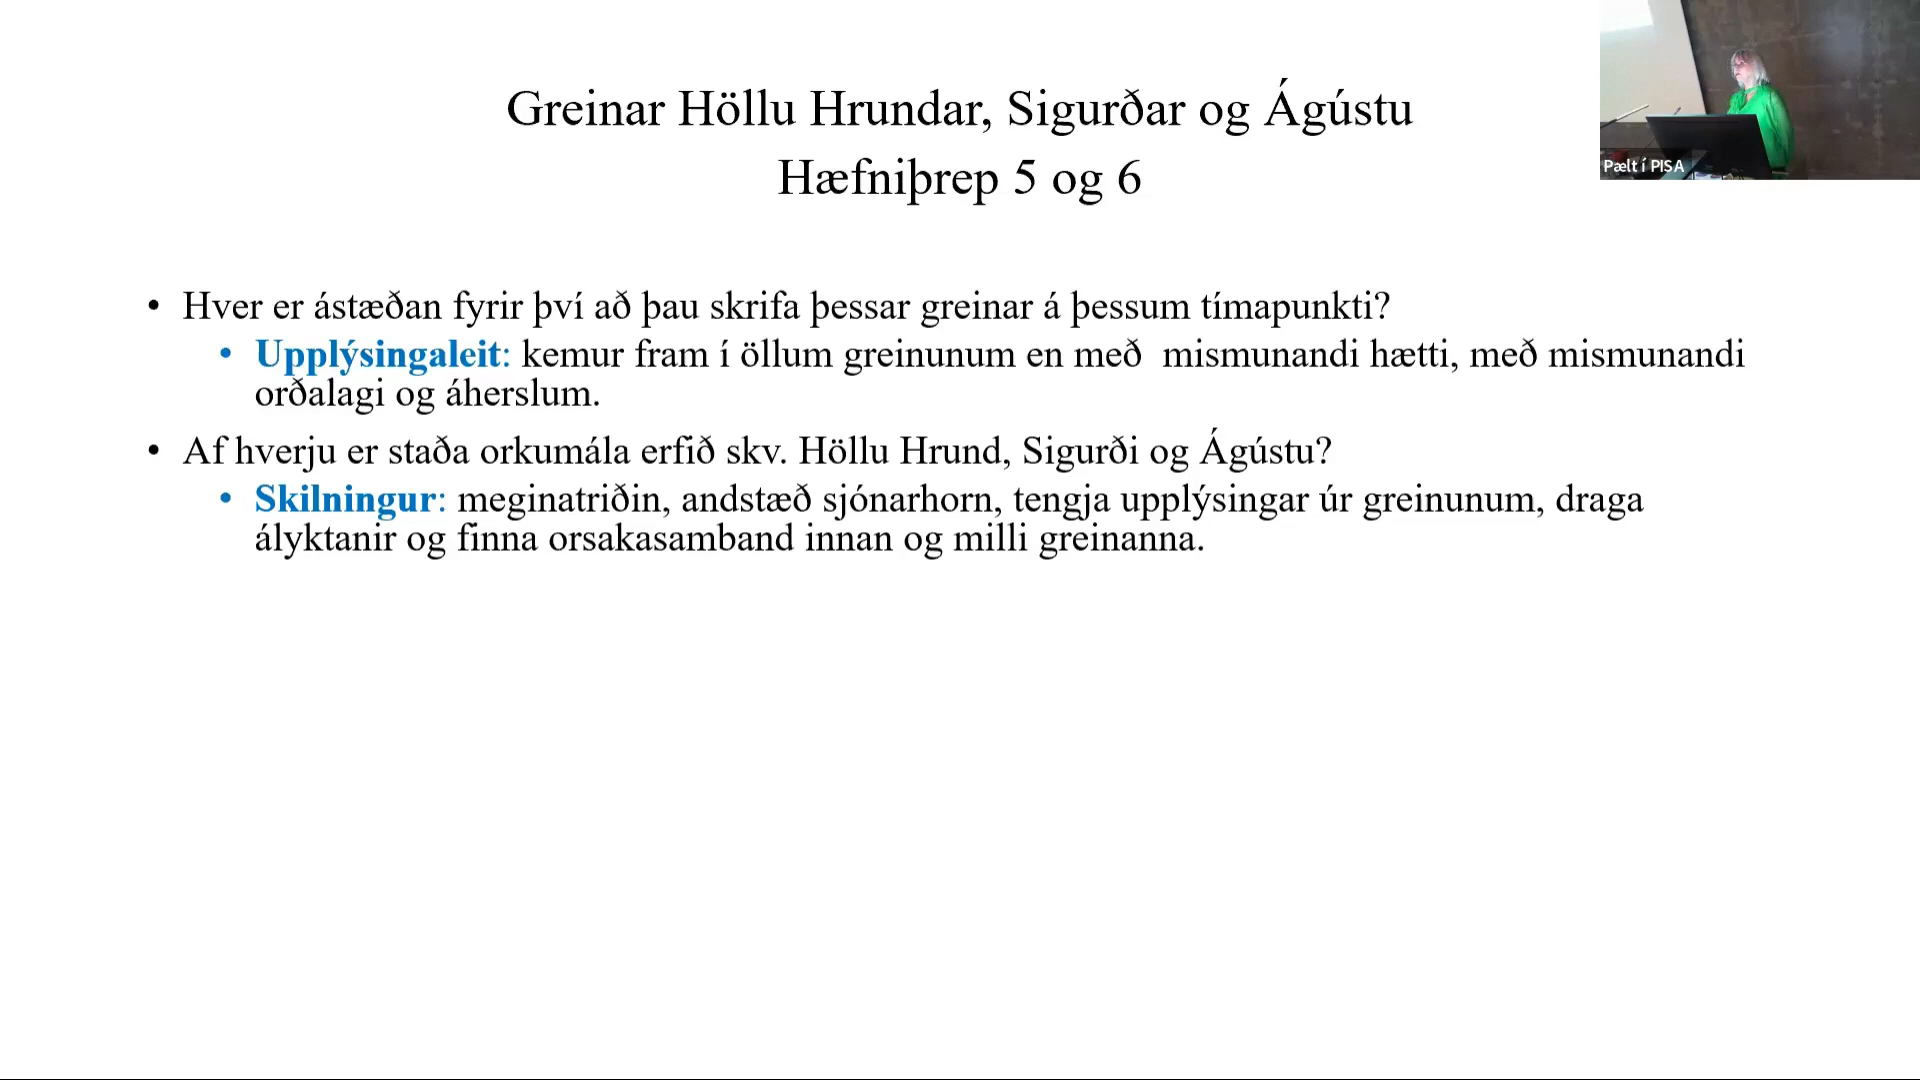 Greinar Höllu Hrundar, Sigurðar og Ágústu
Hæfniþrep 5 og 6
Pælt í PISA
• Hver er ástæðan fyrir því að þau skrifa þessar greinar á þessum tímapunkti?
• Upplýsingaleit: kemur fram í öllum greinunum en með  mismunandi hætti, með mismunandi
orðalagi og áherslum.
• Af hverju er staða orkumála erfið skv. Höllu Hrund, Sigurði og Ágústu?
• Skilningur: meginatriðin, andstæð sjónarhorn, tengja upplýsingar úr greinunum, draga
ályktanir og finna orsakasamband innan og milli greinanna.